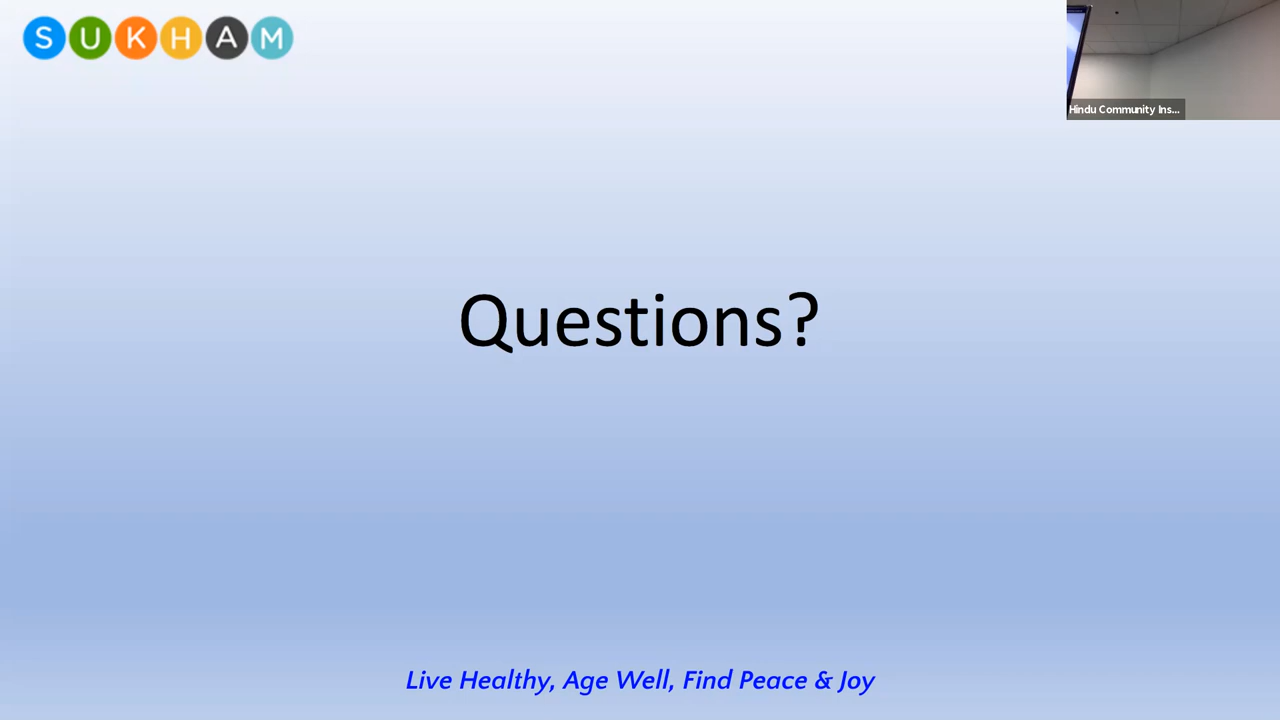 SUKHAM
Hindu Community Ins...
Questions?
Live Healthy, Age Well, Find Peace & Joy